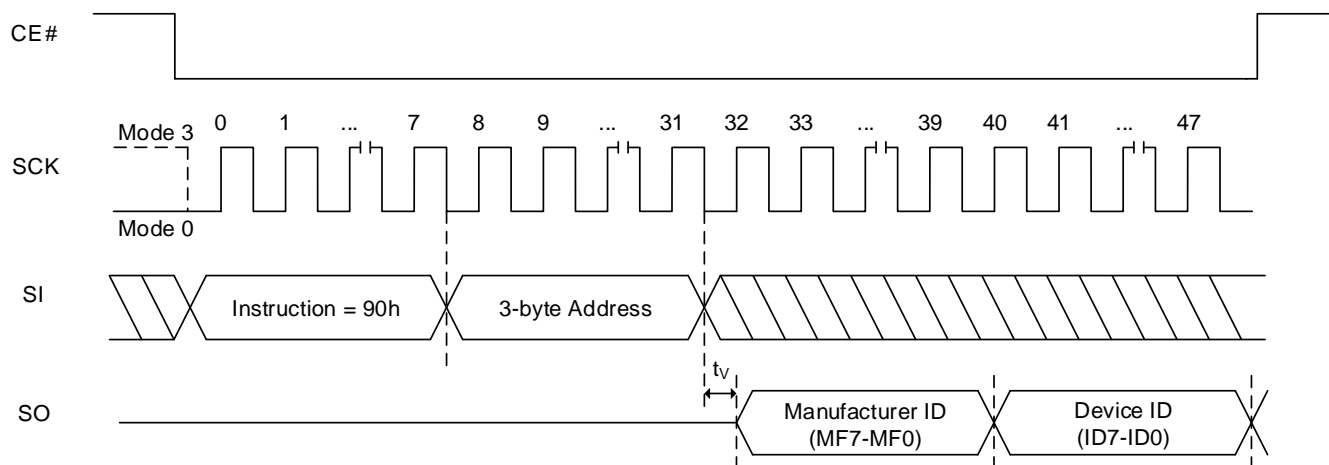 CE#
0 1 ... 7 8 9 ... 31 32 33 ... 39 40 41 ... 47
Mode 3
SCK
Mode 0
SI
Instruction = 90h
3-byte Address
tV
SO
Manufacturer ID
(MF7-MF0)
Device ID
(ID7-ID0)